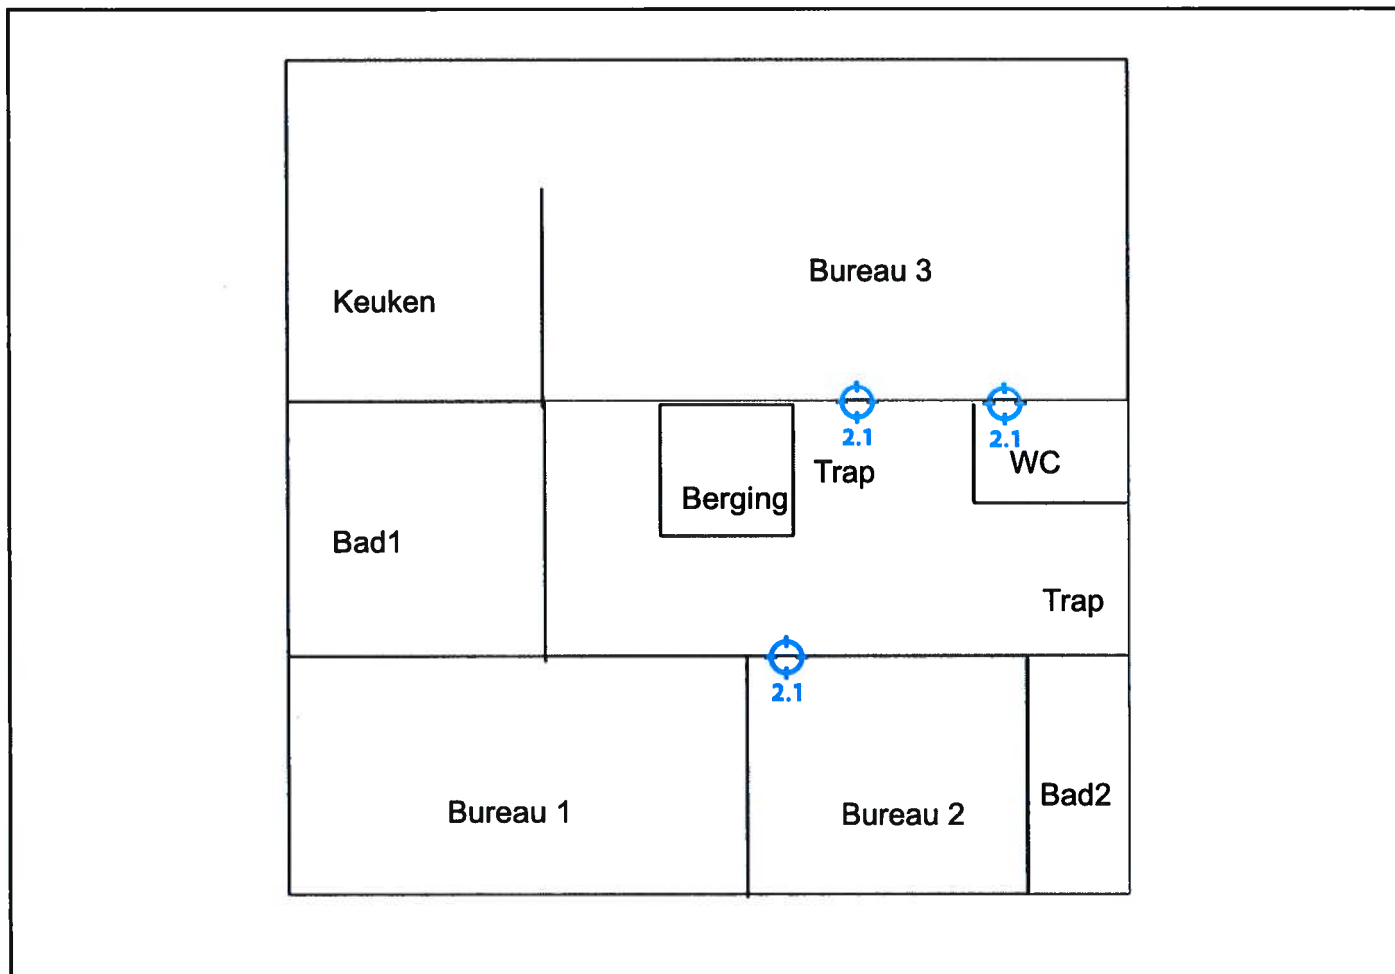 Bureau 3
Keuken
2.1
2.1
WC
Trap
Berging
Bad1
Trap
2.1
Bad2
Bureau 1
Bureau 2